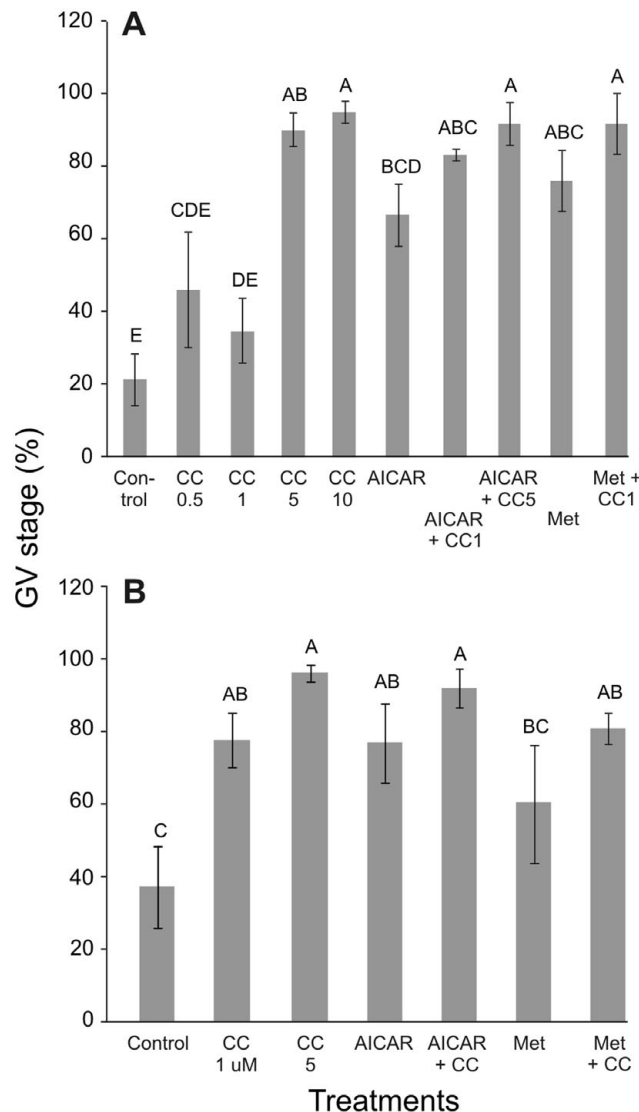 A
120
100
80
60
40
20
0
E
CDE
DE
AB
A
BCD
ABC
A
ABC
A
Con-
trol
CC
0.5
CC
1
CC
5
CC
10
AICAR
AICAR
+ CC1
AICAR
+ CC5
Met
Met +
CC1
GV stage (%)
B
120
100
80
60
40
20
0
C
AB
A
AB
A
BC
AB
Control
CC
1 uM
CC
5
AICAR
AICAR
+ CC
Met
Met
+ CC
Treatments